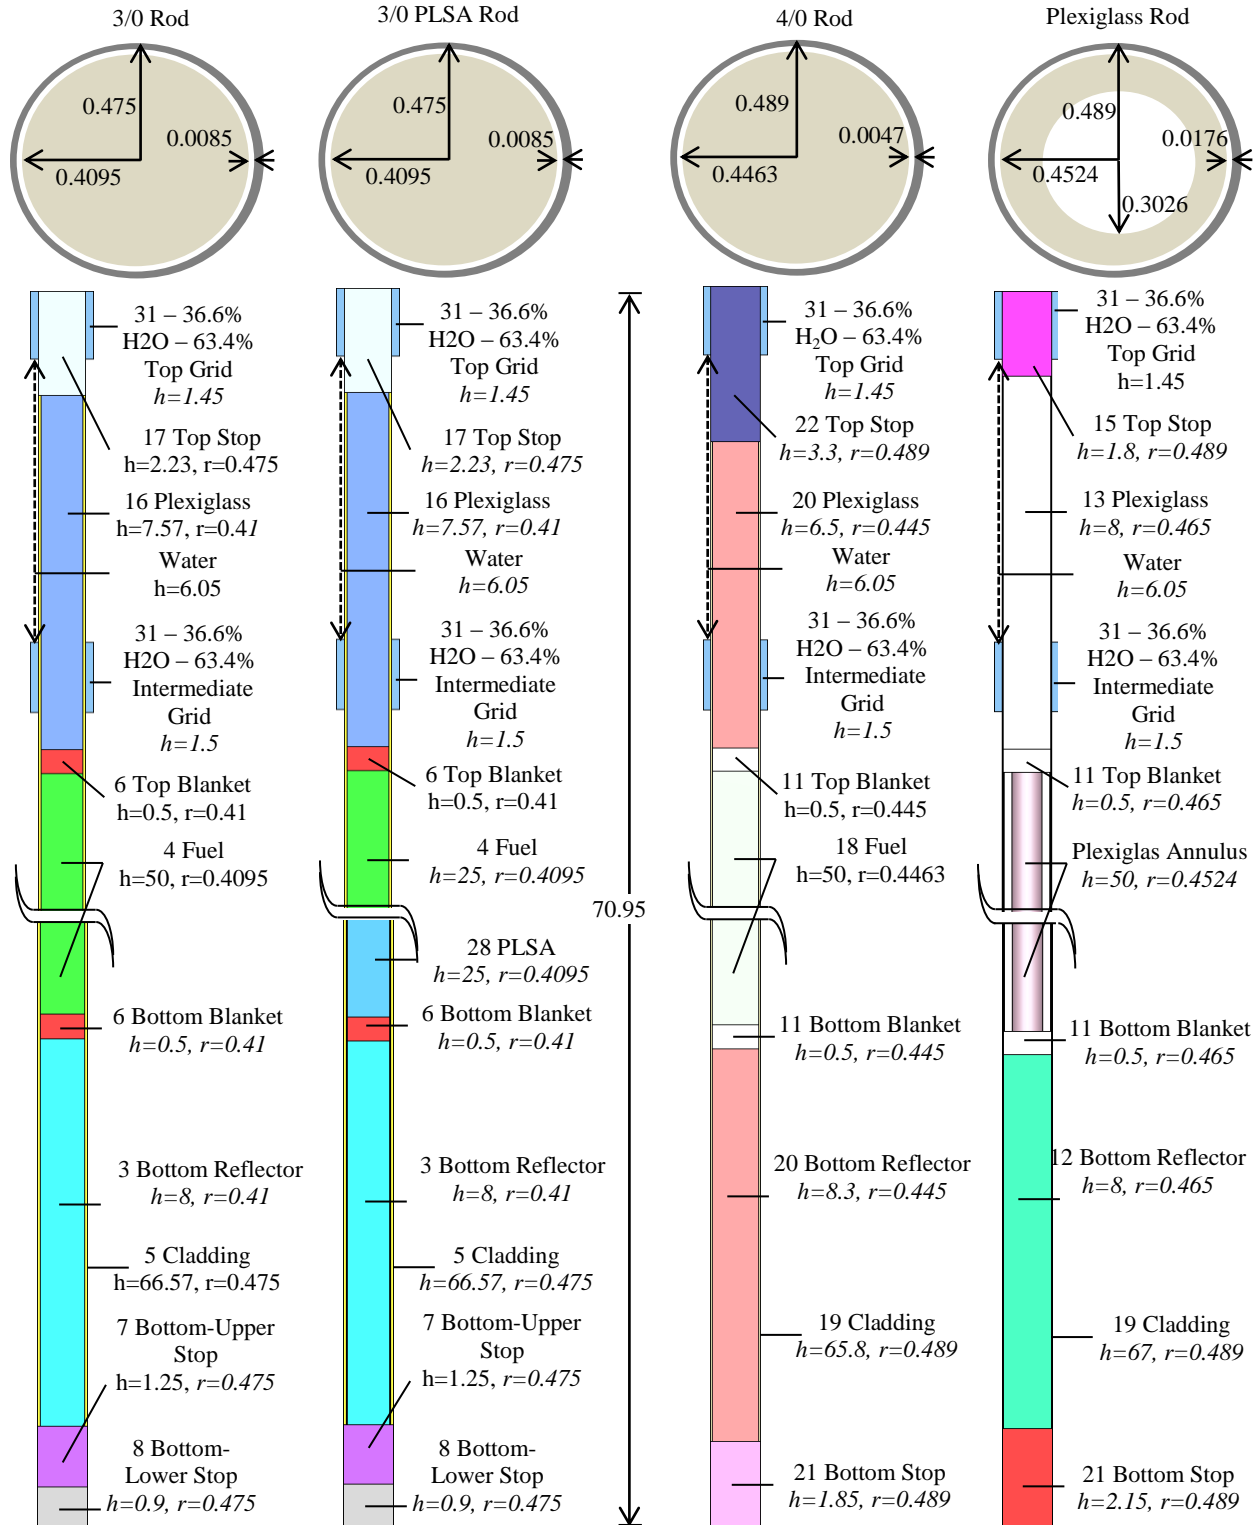 3/0 Rod
3/0 PLSA Rod
4/0 Rod
Plexiglass Rod
0.475
0.0085
0.4095
0.475
0.0085
0.4095
0.489
0.0047
0.4463
0.489
0.0176
0.4524
0.3026
31 – 36.6%
H2O – 63.4%
Top Grid
h=1.45
17 Top Stop
h=2.23, r=0.475
16 Plexiglass
h=7.57, r=0.41
Water
h=6.05
31 – 36.6%
H2O – 63.4%
Intermediate
Grid
h=1.5
6 Top Blanket
h=0.5, r=0.41
4 Fuel
h=50, r=0.4095
6 Bottom Blanket
h=0.5, r=0.41
3 Bottom Reflector
h=8, r=0.41
5 Cladding
h=66.57, r=0.475
7 Bottom-Upper
Stop
h=1.25, r=0.475
8 Bottom-
Lower Stop
h=0.9, r=0.475
31 – 36.6%
H2O – 63.4%
Top Grid
h=1.45
17 Top Stop
h=2.23, r=0.475
16 Plexiglass
h=7.57, r=0.41
Water
h=6.05
31 – 36.6%
H2O – 63.4%
Intermediate
Grid
h=1.5
6 Top Blanket
h=0.5, r=0.41
4 Fuel
h=25, r=0.4095
28 PLSA
h=25, r=0.4095
6 Bottom Blanket
h=0.5, r=0.41
3 Bottom Reflector
h=8, r=0.41
5 Cladding
h=66.57, r=0.475
7 Bottom-Upper
Stop
h=1.25, r=0.475
8 Bottom-
Lower Stop
h=0.9, r=0.475
70.95
31 – 36.6%
H₂O – 63.4%
Top Grid
h=1.45
22 Top Stop
h=3.3, r=0.489
20 Plexiglass
h=6.5, r=0.445
Water
h=6.05
31 – 36.6%
H2O – 63.4%
Intermediate
Grid
h=1.5
11 Top Blanket
h=0.5, r=0.445
18 Fuel
h=50, r=0.4463
11 Bottom Blanket
h=0.5, r=0.445
20 Bottom Reflector
h=8.3, r=0.445
19 Cladding
h=65.8, r=0.489
21 Bottom Stop
h=1.85, r=0.489
31 – 36.6%
H2O – 63.4%
Top Grid
h=1.45
15 Top Stop
h=1.8, r=0.489
13 Plexiglass
h=8, r=0.465
Water
h=6.05
31 – 36.6%
H2O – 63.4%
Intermediate
Grid
h=1.5
11 Top Blanket
h=0.5, r=0.465
Plexiglas Annulus
h=50, r=0.4524
11 Bottom Blanket
h=0.5, r=0.465
12 Bottom Reflector
h=8, r=0.465
19 Cladding
h=67, r=0.489
21 Bottom Stop
h=2.15, r=0.489